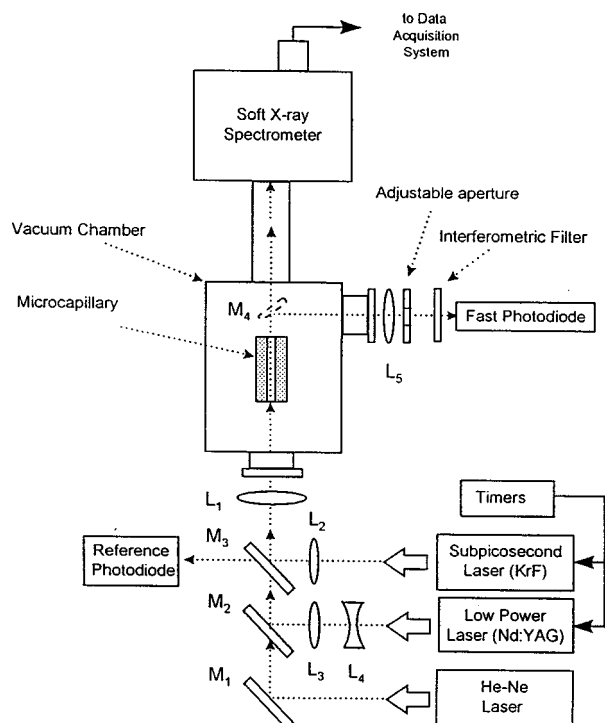 to Data
Acquisition
System
Soft X-ray
Spectrometer
Adjustable aperture
Vacuum Chamber
Interferometric Filter
Microcapillary
M4
Fast Photodiode
L5
L1
Timers
M3
L2
Reference
Photodiode
Subpicosecond
Laser (KrF)
M2
Low Power
Laser (Nd:YAG)
L3
L4
M1
He-Ne
Laser